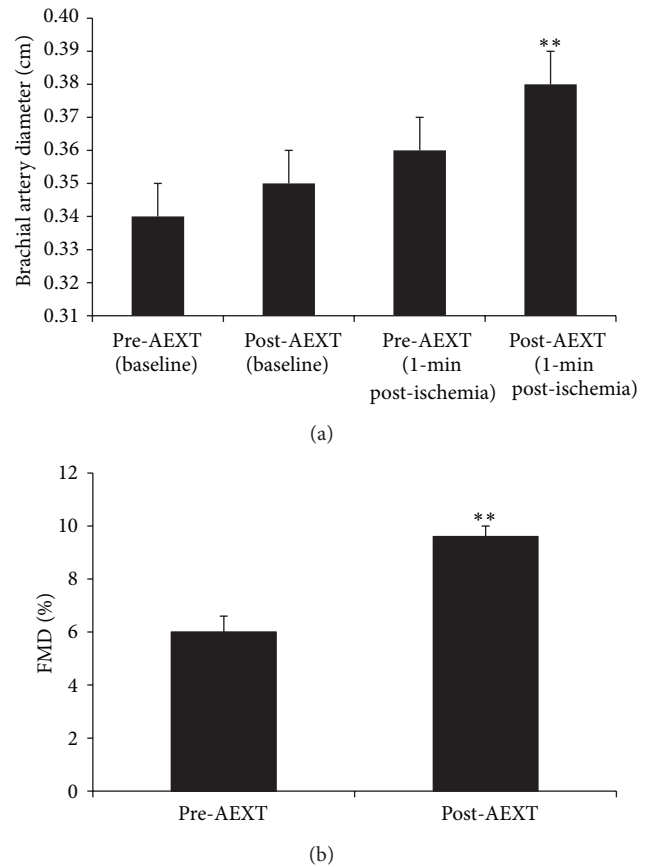 Brachial artery diameter (cm)
0.40
0.39
0.38
0.37
0.36
0.35
0.34
0.33
0.32
0.31
**
Pre-AEXT
(baseline)
Post-AEXT
(baseline)
Pre-AEXT
(1-min
post-ischemia)
Post-AEXT
(1-min
post-ischemia)
(a)
FMD (%)
12
10
8
6
4
2
0
**
Pre-AEXT
Post-AEXT
(b)